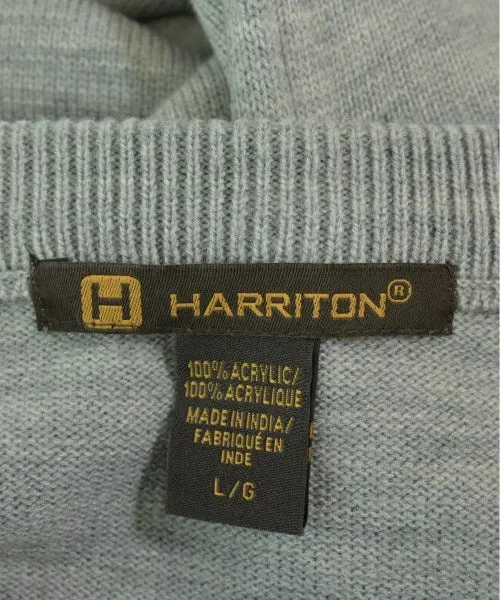 H HARRITON®
100% ACRYLIC/
100% ACRYLIQUE
MADE IN INDIA/
FABRIQUÉ EN
INDE
L/G